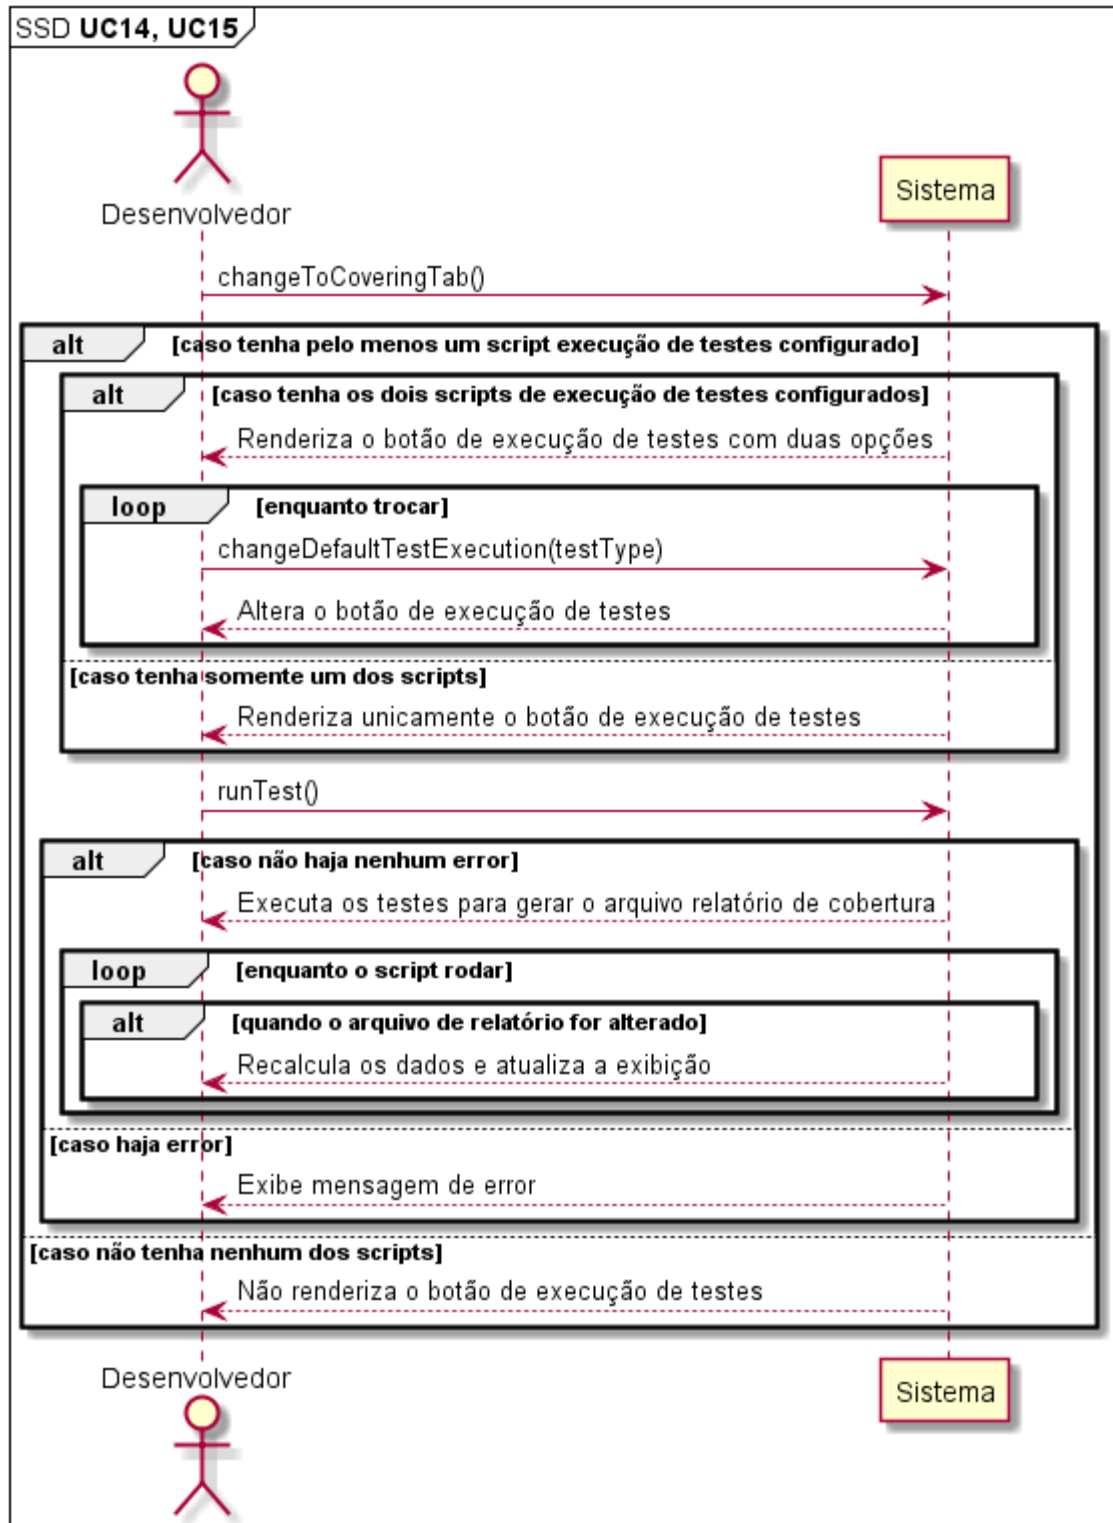 SSD UC14, UC15
Desenvolvedor
Sistema
changeToCoveringTab()
alt [caso tenha pelo menos um script execução de testes configurado]
alt [caso tenha os dois scripts de execução de testes configurados]
Renderiza o botão de execução de testes com duas opções
loop [enquanto trocar]
changeDefaultTestExecution(testType)
Altera o botão de execução de testes
[caso tenha somente um dos scripts]
Renderiza unicamente o botão de execução de testes
runTest()
alt [caso não haja nenhum error]
Executa os testes para gerar o arquivo relatório de cobertura
loop [enquanto o script rodar]
alt [quando o arquivo de relatório for alterado]
Recalcula os dados e atualiza a exibição
[caso haja error]
Exibe mensagem de error
[caso não tenha nenhum dos scripts]
Não renderiza o botão de execução de testes
Desenvolvedor
Sistema